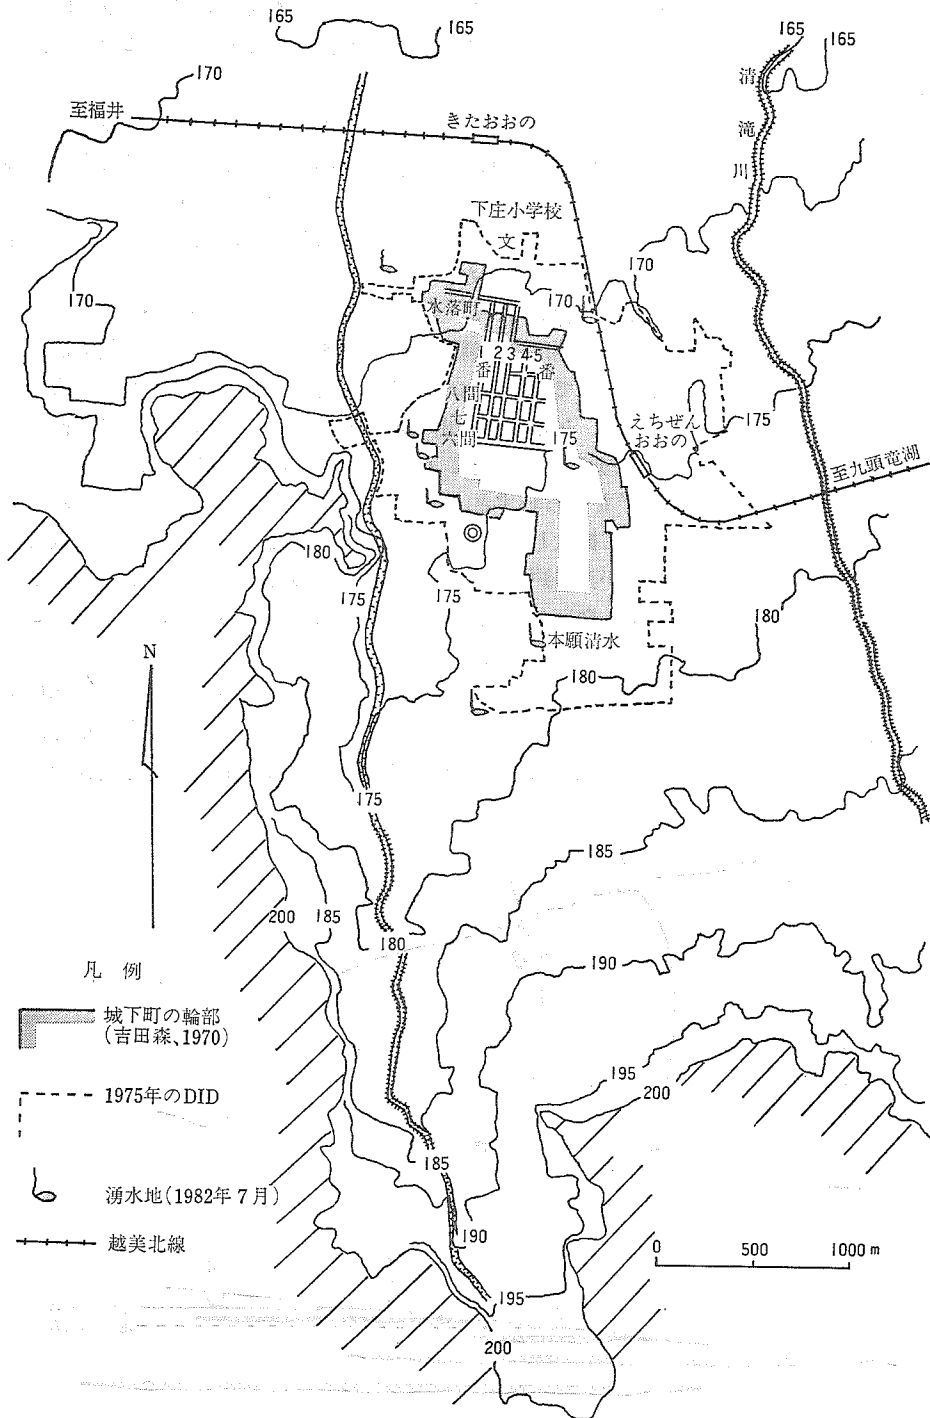 165
165
165
165
170
清滝川
至福井
きたおおの
下庄小学校
文
170
170
170
水落町
1 2 3 4 5
番 番
八間
七
六間
175
175
えちぜん
おおの
至九頭竜湖
180
175
175
180
本願清水
180
N
175
185
200
185
180
190
凡例
城下町の輪部
(吉田森、1970)
195
200
1975年のDID
185
湧水地(1982年7月)
190
越美北線
0 500 1000 m
195
200